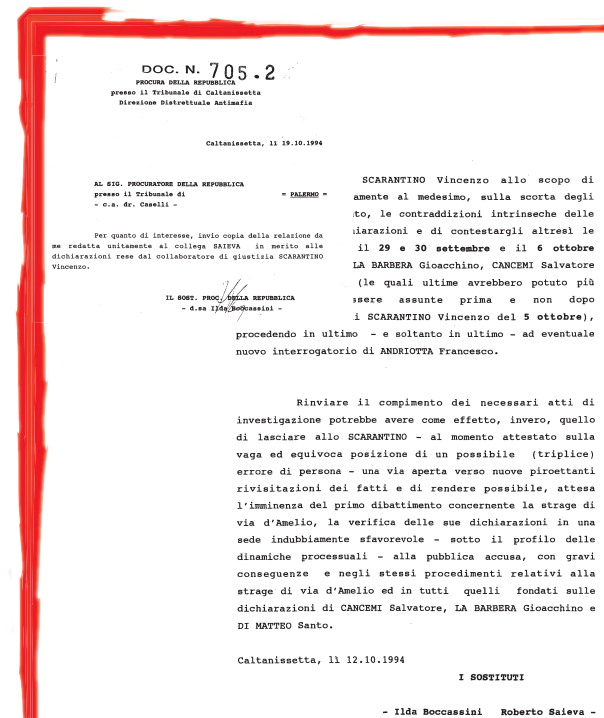 DOC. N. 705.2
PROCURA DELLA REPUBBLICA
presso il Tribunale di Caltanissetta
Direzione Distrettuale Antimafia
Caltanissetta, lì 19.10.1994
AL SIG. PROCURATORE DELLA REPUBBLICA
presso il Tribunale di = PALERMO =
- c.a. dr. Caselli -
Per quanto di interesse, invio copia della relazione da
me redatta unitamente al collega SAIEVA in merito alle
dichiarazioni rese dal collaboratore di giustizia SCARANTINO
Vincenzo.
IL SOST. PROC. DELLA REPUBBLICA
- d.sa Ilda Boccassini -
SCARANTINO Vincenzo allo scopo di
amente al medesimo, sulla scorta degli
to, le contraddizioni intrinseche delle
iarazioni e di contestargli altresì le
il 29 e 30 settembre e il 6 ottobre
LA BARBERA Gioacchino, CANCEMI Salvatore
(le quali ultime avrebbero potuto più
ssere assunte prima e non dopo
i SCARANTINO Vincenzo del 5 ottobre),
procedendo in ultimo - e soltanto in ultimo - ad eventuale
nuovo interrogatorio di ANDRIOTTA Francesco.
Rinviare il compimento dei necessari atti di
investigazione potrebbe avere come effetto, invero, quello
di lasciare allo SCARANTINO - al momento attestato sulla
vaga ed equivoca posizione di un possibile (triplice)
errore di persona - una via aperta verso nuove piroettanti
rivisitazioni dei fatti e di rendere possibile, attesa
l'imminenza del primo dibattimento concernente la strage di
via d'Amelio, la verifica delle sue dichiarazioni in una
sede indubbiamente sfavorevole - sotto il profilo delle
dinamiche processuali - alla pubblica accusa, con gravi
conseguenze e negli stessi procedimenti relativi alla
strage di via d'Amelio ed in tutti quelli fondati sulle
dichiarazioni di CANCEMI Salvatore, LA BARBERA Gioacchino e
DI MATTEO Santo.
Caltanissetta, lì 12.10.1994
I SOSTITUTI
- Ilda Boccassini Roberto Saieva -